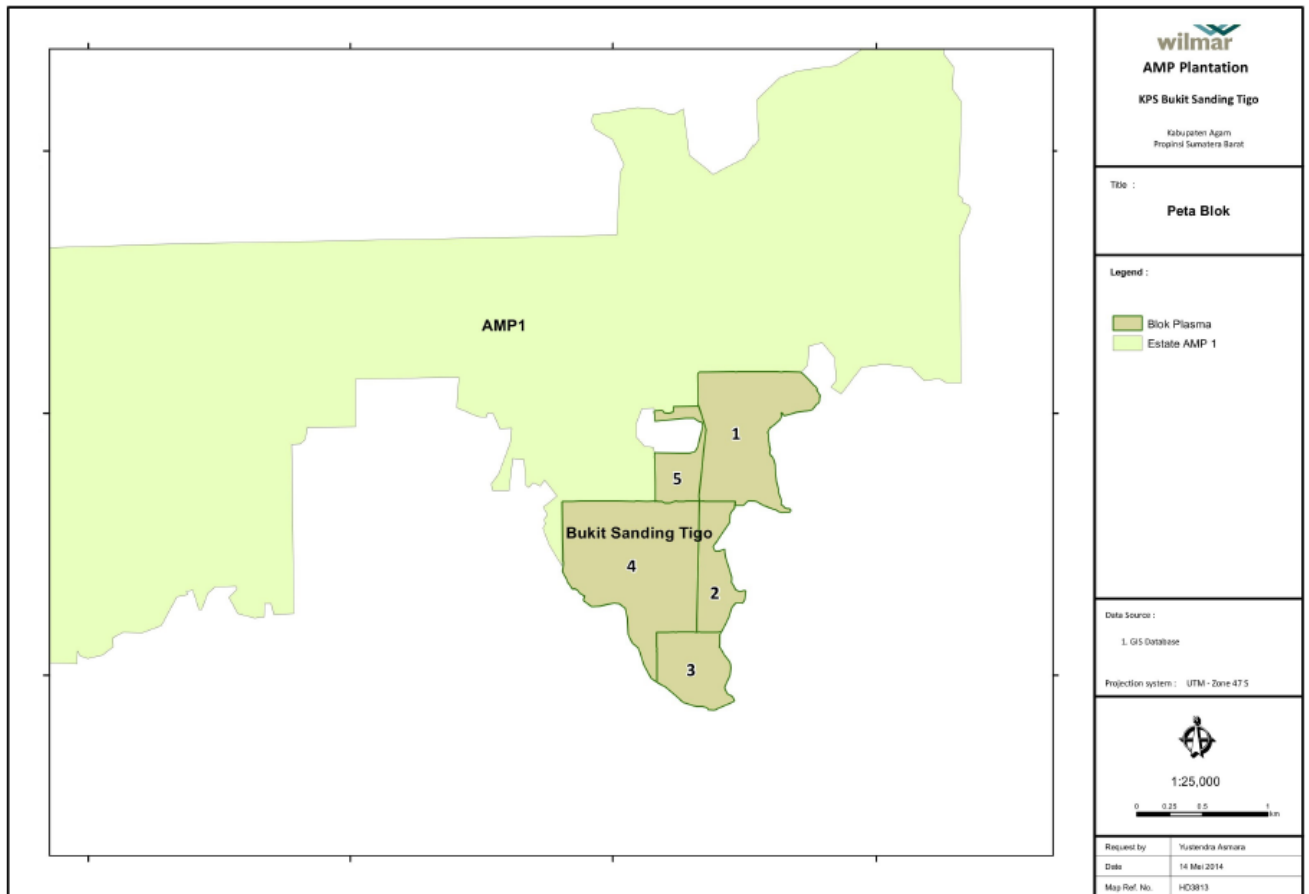 wilmar
AMP Plantation
KPS Bukit Sanding Tigo
Kabupaten Agam
Propinsi Sumatera Barat
Title :
Peta Blok
Legend :
Blok Plasma
Estate AMP 1
Data Source :
1. GIS Database
Projection system : UTM - Zone 47 S
1:25,000
0 0.25 0.5 1
km
Request by Yustendra Asmara
Date 14 Mei 2014
Map Ref. No. HD3813
AMP1
1
5
Bukit Sanding Tigo
4
2
3